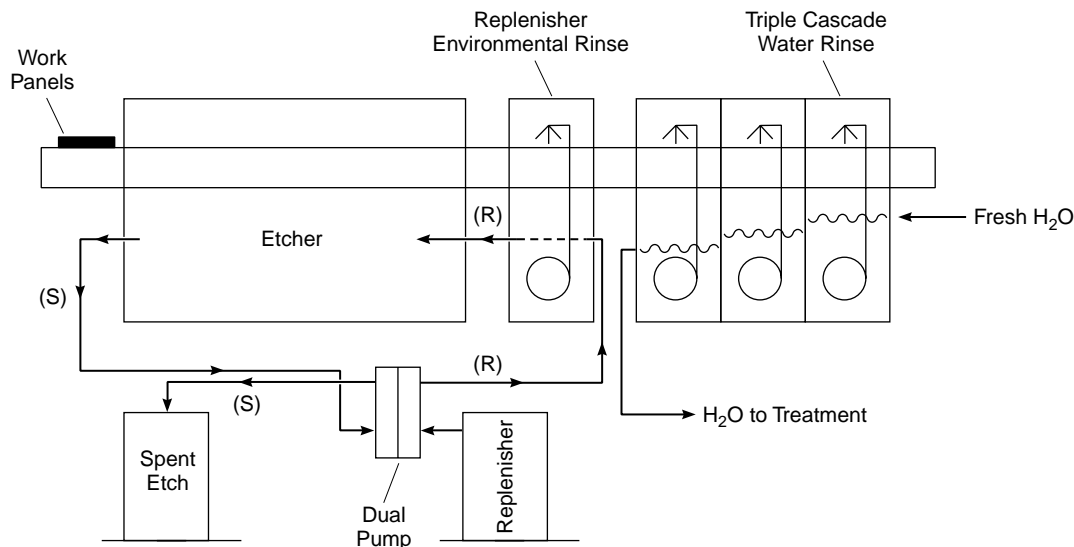 Replenisher
Environmental Rinse
Triple Cascade
Water Rinse
Work
Panels
(R)
Fresh H₂O
Etcher
(S)
(R)
(S)
H₂O to Treatment
Spent
Etch
Replenisher
Dual
Pump